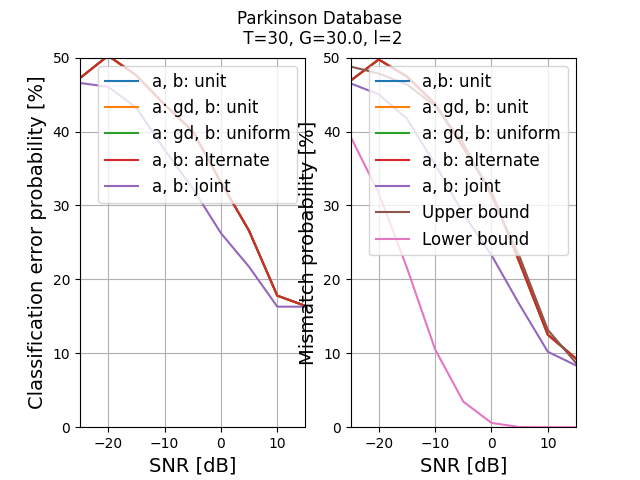 Parkinson Database
T=30, G=30.0, l=2
Classification error probability [%]
50
40
30
20
10
0
−20
−10
0
10
SNR [dB]
a, b: unit
a: gd, b: unit
a: gd, b: uniform
a, b: alternate
a, b: joint
Mismatch probability [%]
50
40
30
20
10
0
−20
−10
0
10
SNR [dB]
a,b: unit
a: gd, b: unit
a: gd, b: uniform
a, b: alternate
a, b: joint
Upper bound
Lower bound